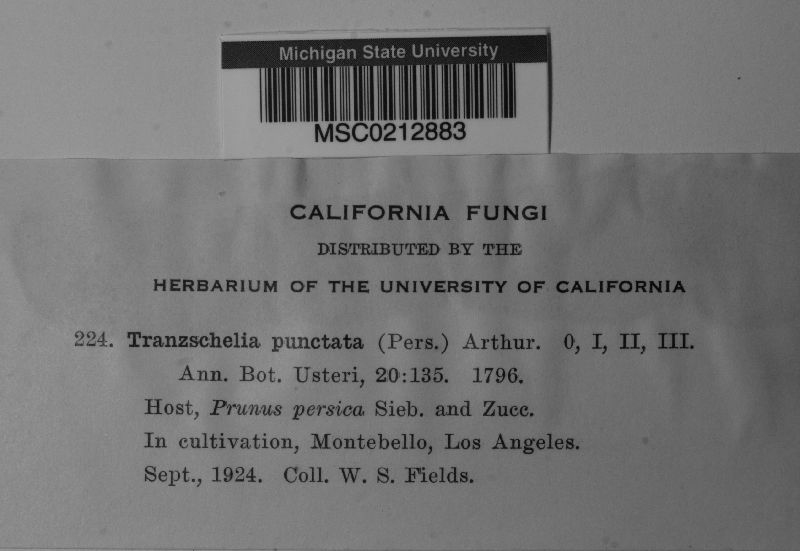 Michigan State University
MSC0212883
CALIFORNIA FUNGI
DISTRIBUTED BY THE
HERBARIUM OF THE UNIVERSITY OF CALIFORNIA
224. Tranzschelia punctata (Pers.) Arthur. 0, I, II, III.
Ann. Bot. Usteri, 20:135. 1796.
Host, Prunus persica Sieb. and Zucc.
In cultivation, Montebello, Los Angeles.
Sept., 1924. Coll. W. S. Fields.